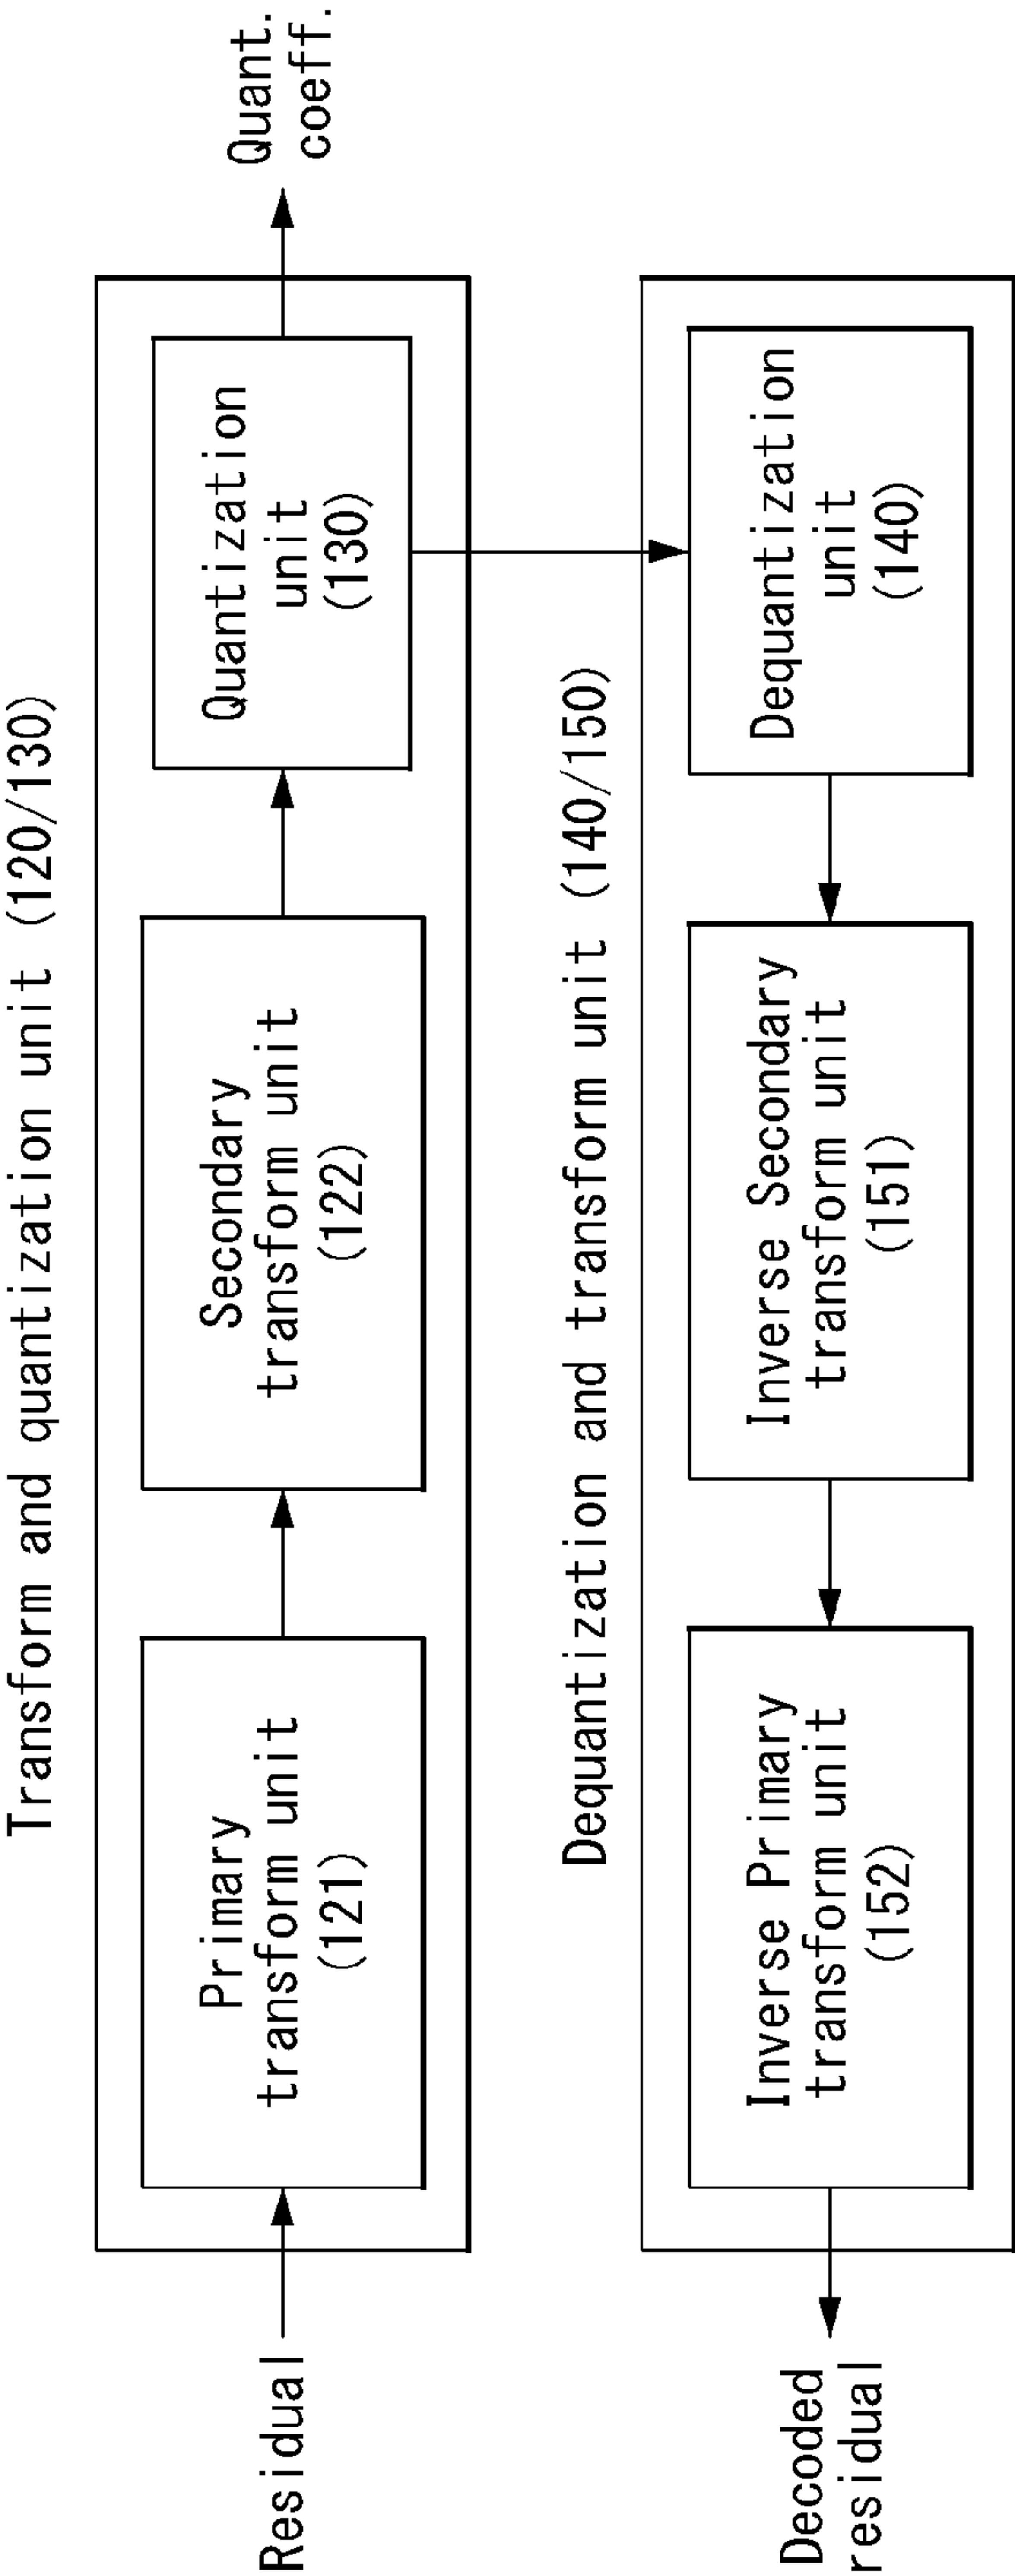 Transform and quantization unit (120/130)
Residual
Primary
transform unit
(121)
Secondary
transform unit
(122)
Quantization
unit
(130)
Quant.
coeff.
Dequantization and transform unit (140/150)
Decoded
residual
Inverse Primary
transform unit
(152)
Inverse Secondary
transform unit
(151)
Dequantization
unit
(140)